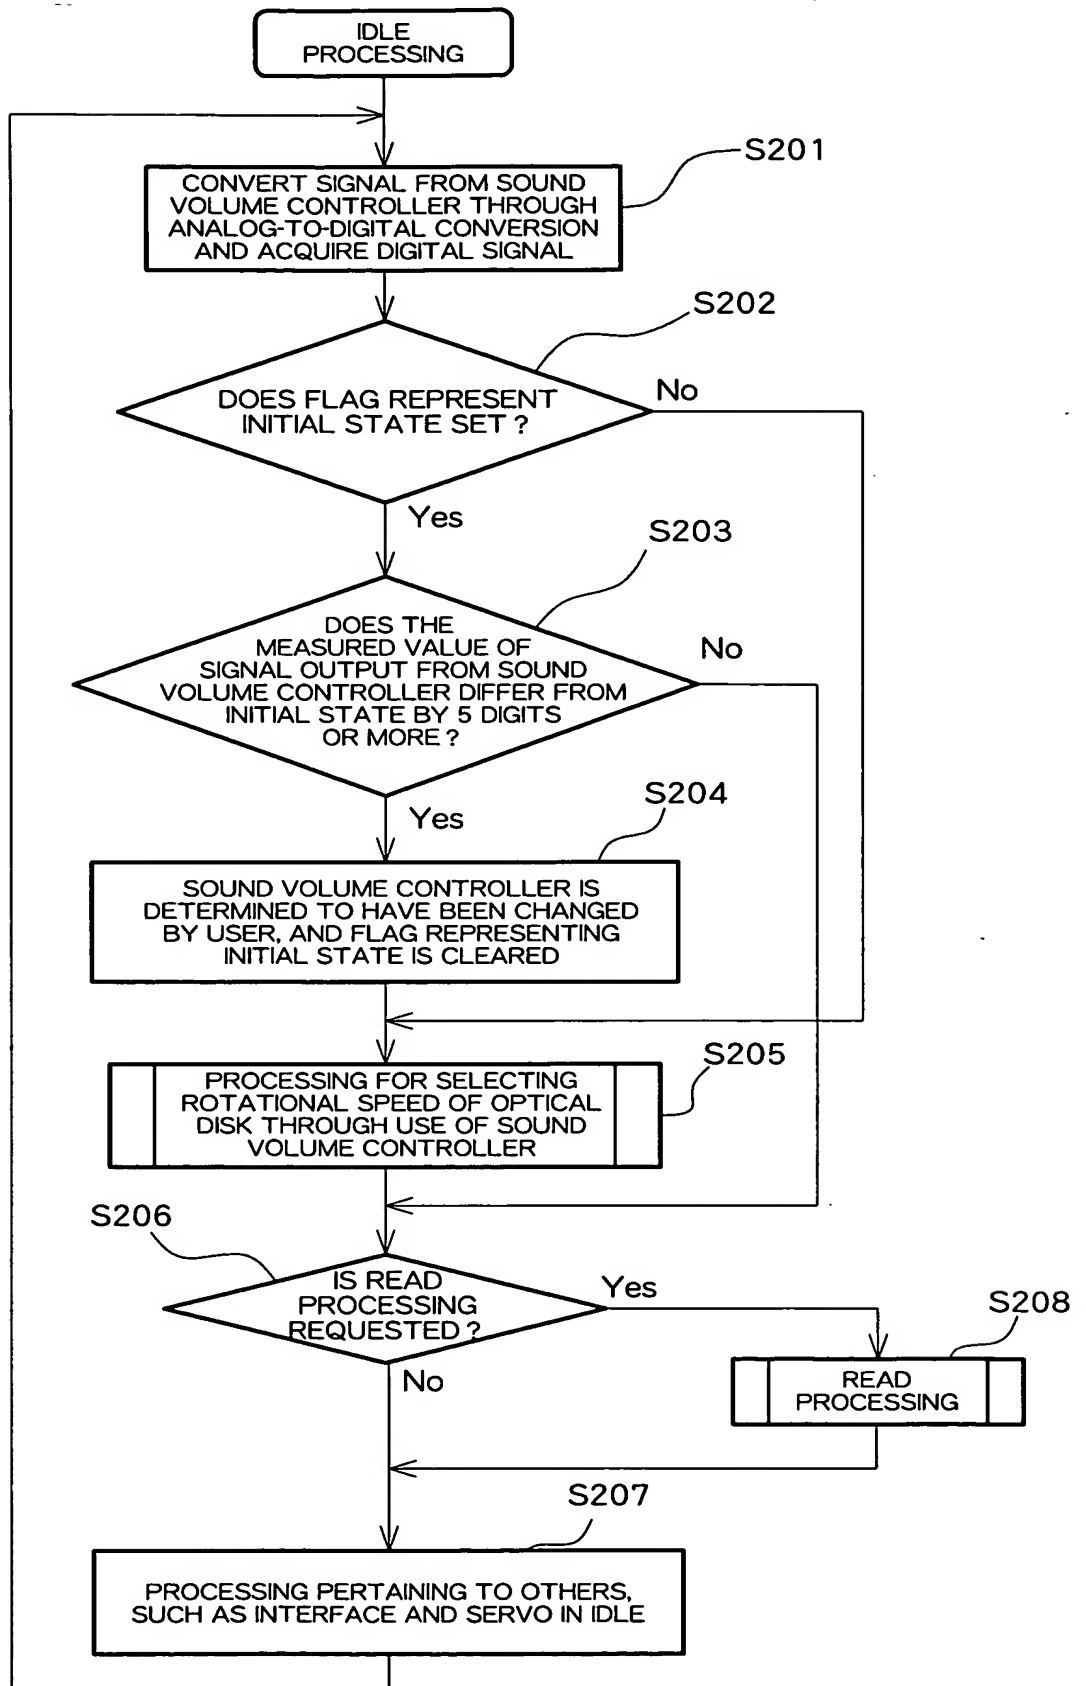 IDLE
PROCESSING
S201
CONVERT SIGNAL FROM SOUND
VOLUME CONTROLLER THROUGH
ANALOG-TO-DIGITAL CONVERSION
AND ACQUIRE DIGITAL SIGNAL
S202
DOES FLAG REPRESENT
INITIAL STATE SET ?
No
Yes
S203
DOES THE
MEASURED VALUE OF
SIGNAL OUTPUT FROM SOUND
VOLUME CONTROLLER DIFFER FROM
INITIAL STATE BY 5 DIGITS
OR MORE ?
No
Yes
S204
SOUND VOLUME CONTROLLER IS
DETERMINED TO HAVE BEEN CHANGED
BY USER, AND FLAG REPRESENTING
INITIAL STATE IS CLEARED
S205
PROCESSING FOR SELECTING
ROTATIONAL SPEED OF OPTICAL
DISK THROUGH USE OF SOUND
VOLUME CONTROLLER
S206
IS READ
PROCESSING
REQUESTED ?
Yes
No
S208
READ
PROCESSING
S207
PROCESSING PERTAINING TO OTHERS,
SUCH AS INTERFACE AND SERVO IN IDLE